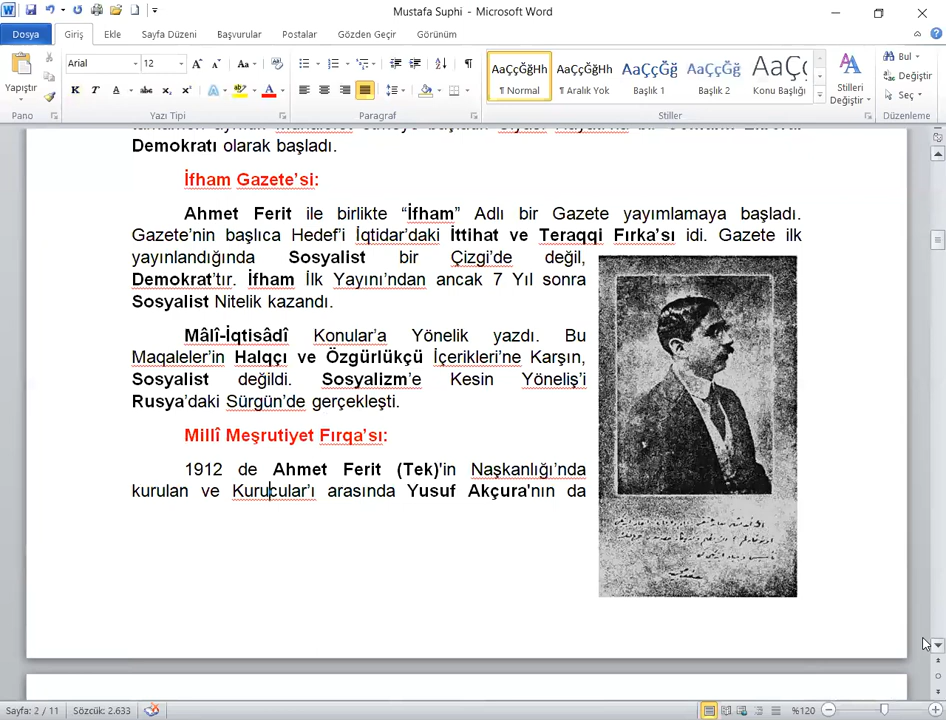 Mustafa Suphi - Microsoft Word
Dosya Giriş Ekle Sayfa Düzeni Başvurular Postalar Gözden Geçir Görünüm
Yapıştır
Arial 12
AaÇçĞğHh AaÇçĞğHh AaÇçĞğ AaÇçĞğ AaÇç
¶ Normal ¶ Aralık Yok Başlık 1 Başlık 2 Konu Başlığı
Stilleri Değiştir
Bul
Değiştir
Seç
Pano Yazı Tipi Paragraf Stiller Düzenleme
Demokratı olarak başladı.
İfham Gazete’si:
Ahmet Ferit ile birlikte “İfham” Adlı bir Gazete yayımlamaya başladı.
Gazete’nin başlıca Hedef’i İqtidar’daki İttihat ve Teraqqi Fırka’sı idi. Gazete ilk
yayınlandığında Sosyalist bir Çizgi’de değil,
Demokrat’tır. İfham İlk Yayını’ndan ancak 7 Yıl sonra
Sosyalist Nitelik kazandı.
Mâlî-İqtisâdî Konular’a Yönelik yazdı. Bu
Maqaleler’in Halqçı ve Özgürlükçü İçerikleri’ne Karşın,
Sosyalist değildi. Sosyalizm’e Kesin Yöneliş’i
Rusya’daki Sürgün’de gerçekleşti.
Millî Meşrutiyet Fırqa’sı:
1912 de Ahmet Ferit (Tek)'in Naşkanlığı’nda
kurulan ve Kurucular’ı arasında Yusuf Akçura'nın da
Sayfa: 2 / 11 Sözcük: 2.633 %120